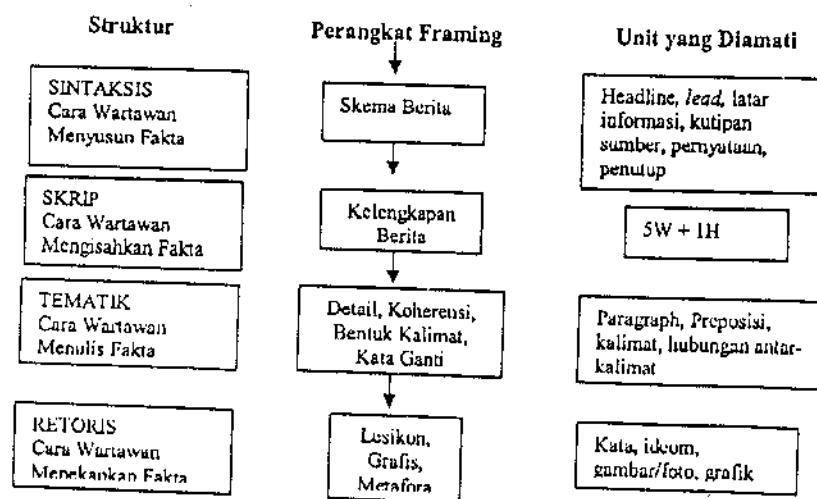 Struktur
Perangkat Framing
Unit yang Diamati
SINTAKSIS
Cara Wartawan
Menyusun Fakta
Skema Berita
Headline, lead, latar
informasi, kutipan
sumber, pernyataan,
penutup
SKRIP
Cara Wartawan
Mengisahkan Fakta
Kelengkapan
Berita
5W + 1H
TEMATIK
Cara Wartawan
Menulis Fakta
Detail, Koherensi,
Bentuk Kalimat,
Kata Ganti
Paragraph, Preposisi,
kalimat, hubungan antar-
kalimat
RETORIS
Cara Wartawan
Menekankan Fakta
Lesikon,
Grafis,
Metafora
Kata, ideom,
gambar/foto, grafik